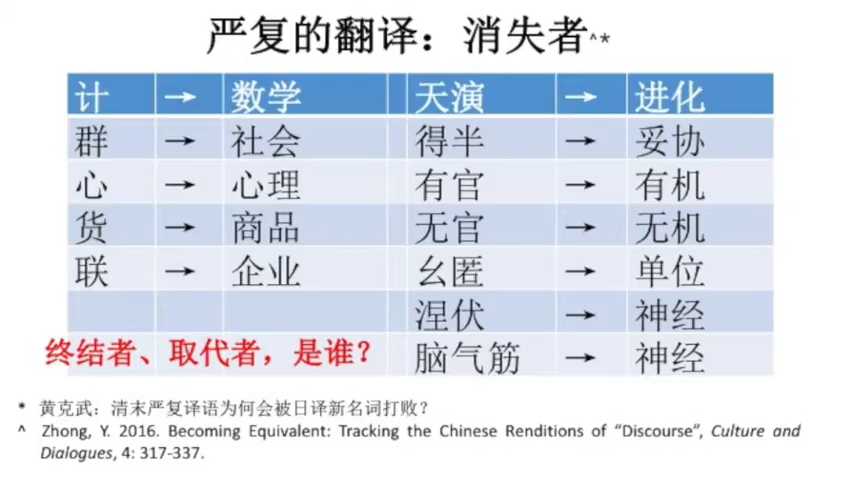 严复的翻译：消失者^*
计 → 数学 天演 → 进化
群 → 社会 得半 → 妥协
心 → 心理 有官 → 有机
货 → 商品 无官 → 无机
联 → 企业 幺匿 → 单位
涅伏 → 神经
终结者、取代者，是谁？ 脑气筋 → 神经
* 黄克武：清末严复译语为何会被日译新名词打败？
^ Zhong, Y. 2016. Becoming Equivalent: Tracking the Chinese Renditions of “Discourse”, Culture and
Dialogues, 4: 317-337.